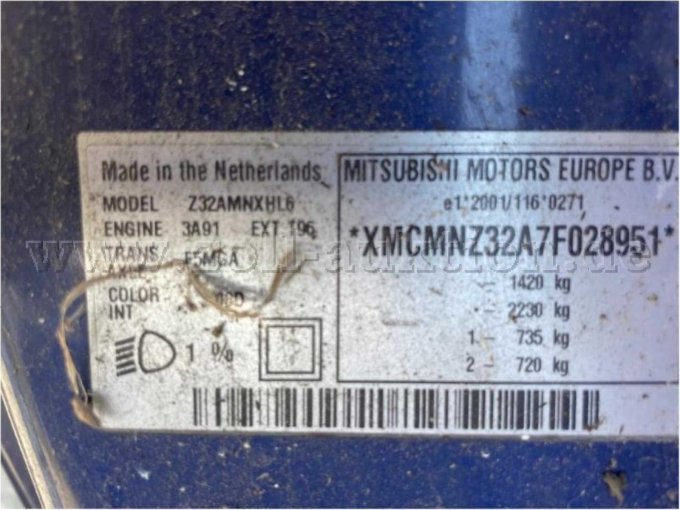 Made in the Netherlands
MODEL Z32AMNXHL6
ENGINE 3A91 EXT T96
TRANS AXLE F5MGA
COLOR
INT
1 %
MITSUBISHI MOTORS EUROPE B.V.
e1*2001/116*0271
*XMCMNZ32A7F028951*
- 1420 kg
- 2230 kg
1 - 735 kg
2 - 720 kg